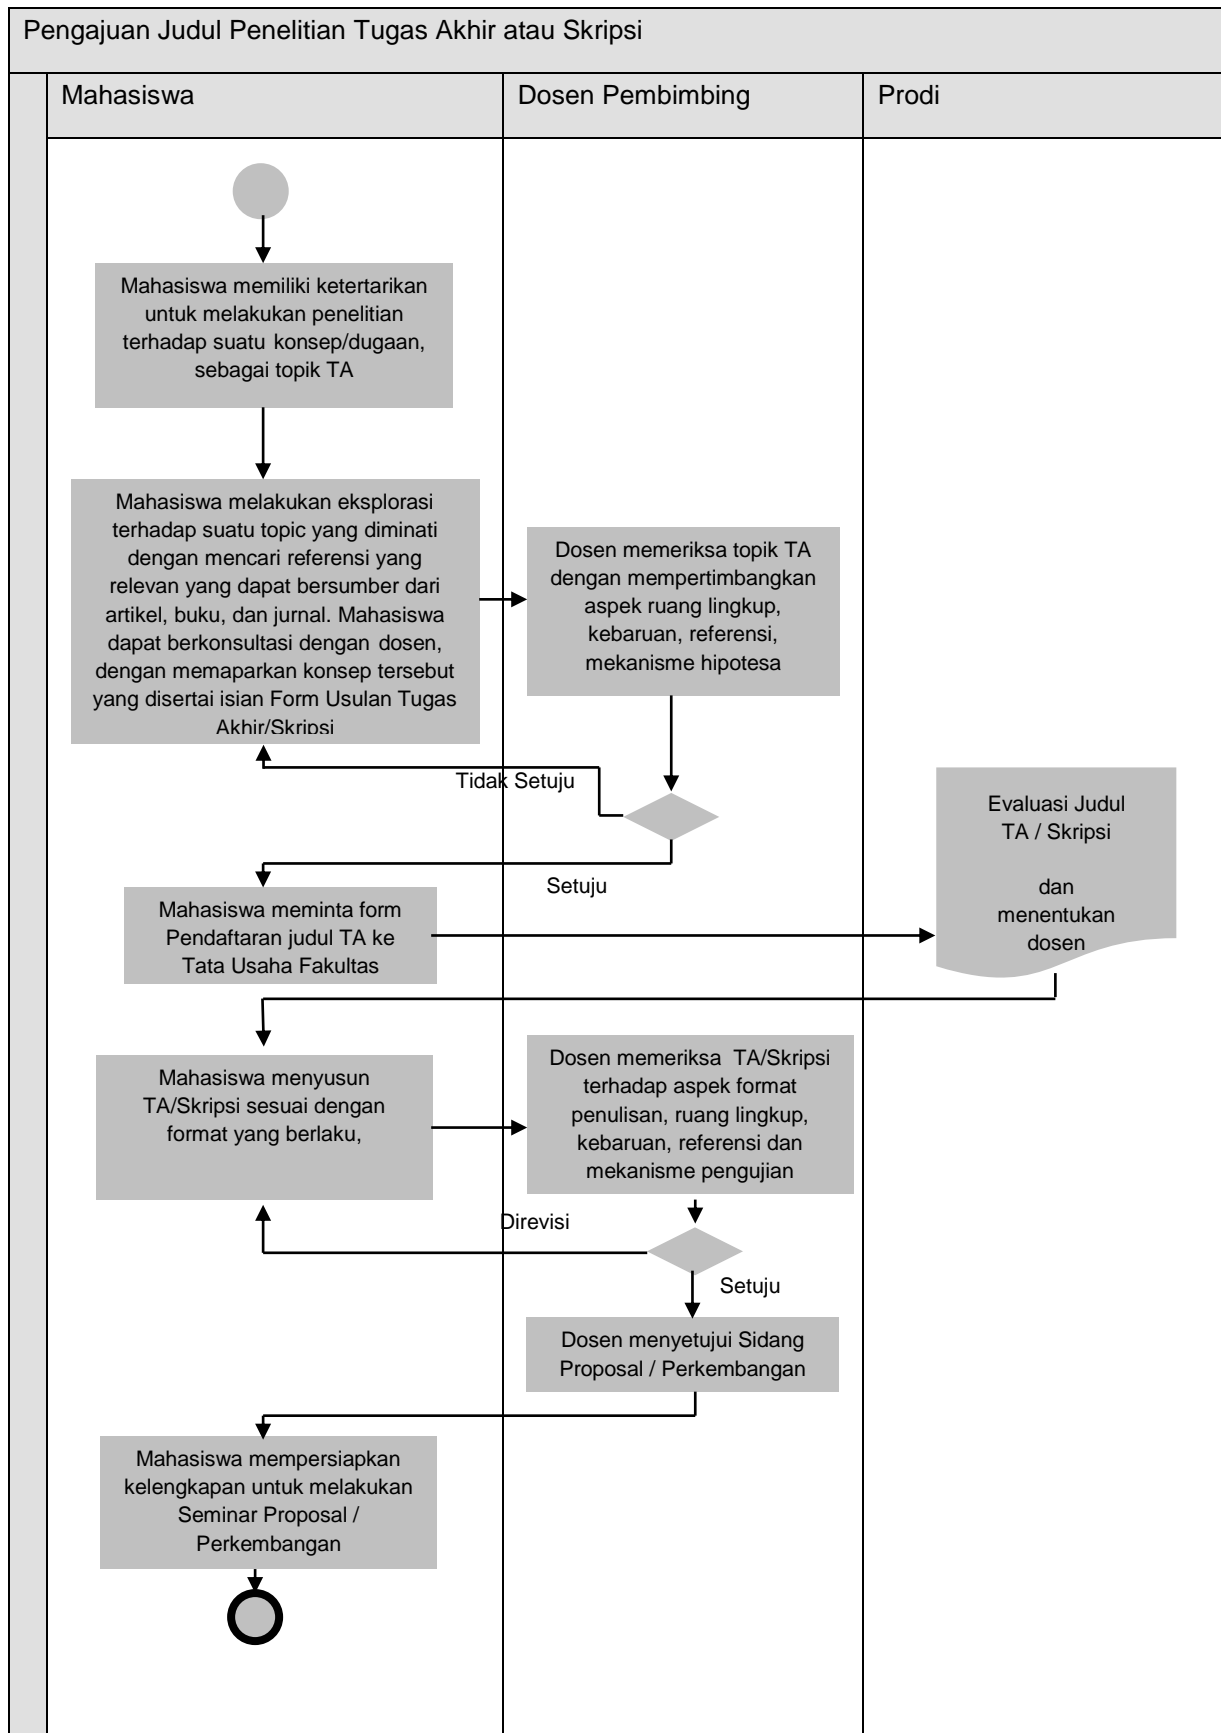 Pengajuan Judul Penelitian Tugas Akhir atau Skripsi
Mahasiswa
Dosen Pembimbing
Prodi
Mahasiswa memiliki ketertarikan
untuk melakukan penelitian
terhadap suatu konsep/dugaan,
sebagai topik TA
Mahasiswa melakukan eksplorasi
terhadap suatu topic yang diminati
dengan mencari referensi yang
relevan yang dapat bersumber dari
artikel, buku, dan jurnal. Mahasiswa
dapat berkonsultasi dengan dosen,
dengan memaparkan konsep tersebut
yang disertai isian Form Usulan Tugas
Akhir/Skripsi
Dosen memeriksa topik TA
dengan mempertimbangkan
aspek ruang lingkup,
kebaruan, referensi,
mekanisme hipotesa
Tidak Setuju
Setuju
Evaluasi Judul
TA / Skripsi
dan
menentukan
dosen
Mahasiswa meminta form
Pendaftaran judul TA ke
Tata Usaha Fakultas
Mahasiswa menyusun
TA/Skripsi sesuai dengan
format yang berlaku,
Dosen memeriksa TA/Skripsi
terhadap aspek format
penulisan, ruang lingkup,
kebaruan, referensi dan
mekanisme pengujian
Direvisi
Setuju
Dosen menyetujui Sidang
Proposal / Perkembangan
Mahasiswa mempersiapkan
kelengkapan untuk melakukan
Seminar Proposal /
Perkembangan